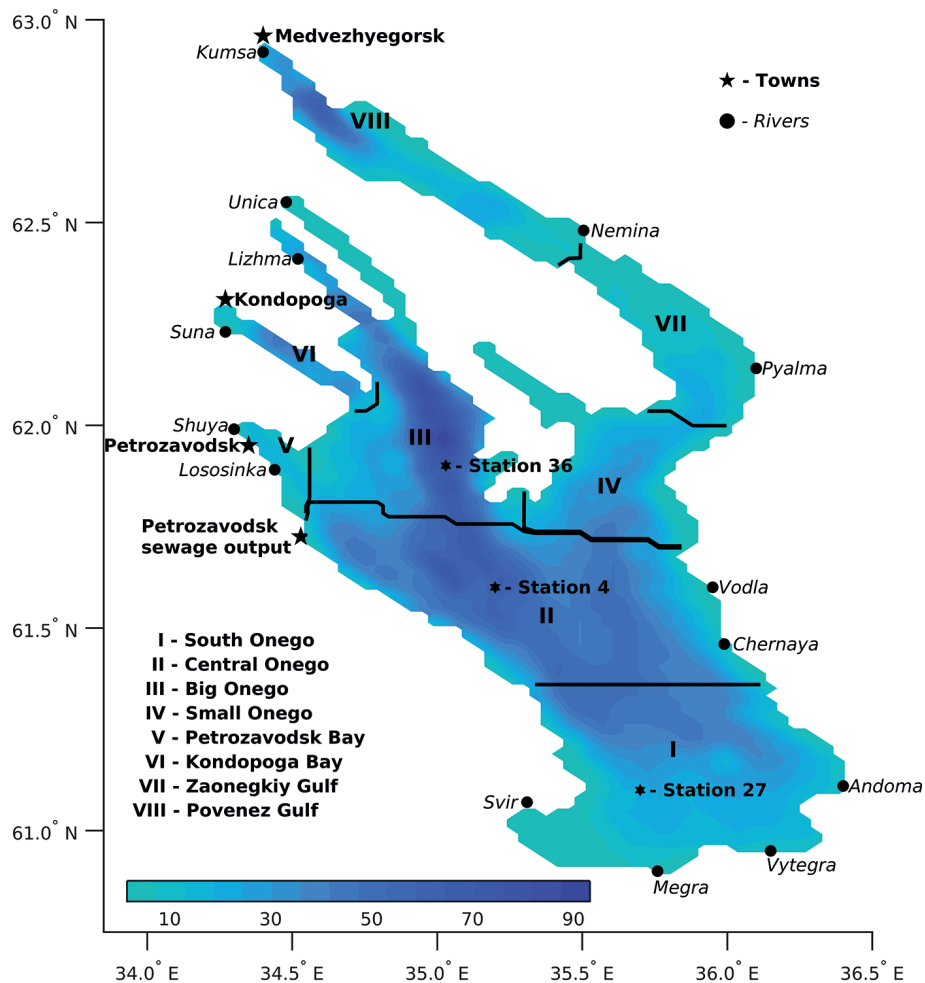 63.0° N
Medvezhyegorsk
Kumsa
- Towns
VIII
- Rivers
Unica
62.5° N
Nemina
Lizhma
Kondopoga
Suna
VII
VI
Pyalma
62.0° N
Shuya
Petrozavodsk
V
III
Lososinka
- Station 36
IV
Petrozavodsk
sewage output
- Station 4
Vodla
II
61.5° N
Chernaya
I - South Onego
II - Central Onego
III - Big Onego
IV - Small Onego
V - Petrozavodsk Bay
VI - Kondopoga Bay
VII - Zaonegkiy Gulf
VIII - Povenez Gulf
I
- Station 27
Andoma
Svir
61.0° N
Vytegra
Megra
10 30 50 70 90
34.0° E 34.5° E 35.0° E 35.5° E 36.0° E 36.5° E